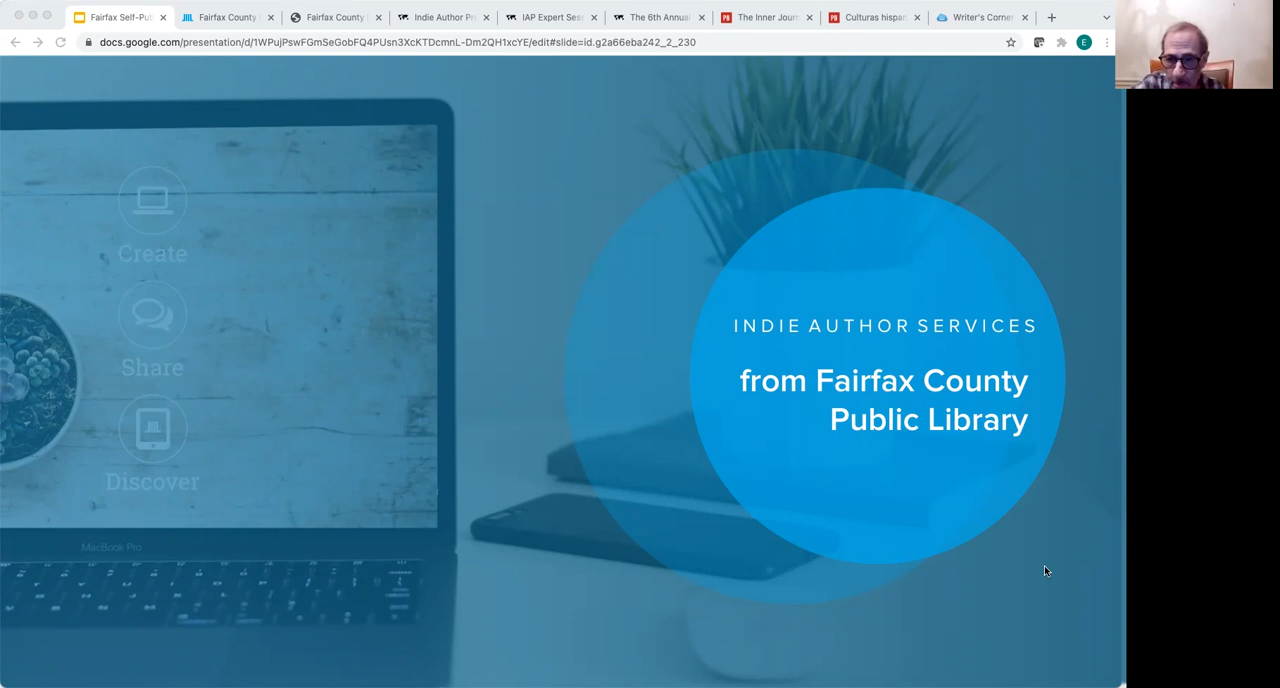 Fairfax Self-Pu
Fairfax County
Fairfax County
Indie Author Pr
IAP Expert Ses
The 6th Annual
The Inner Journ
Culturas hispan
Writer's Corner
docs.google.com/presentation/d/1WPujPswFGmSeGobFQ4PUsn3XcKTDcmnL-Dm2QH1xcYE/edit#slide=id.g2a66eba242_2_230
E
Create
Share
Discover
MacBook Pro
INDIE AUTHOR SERVICES
from Fairfax County
Public Library